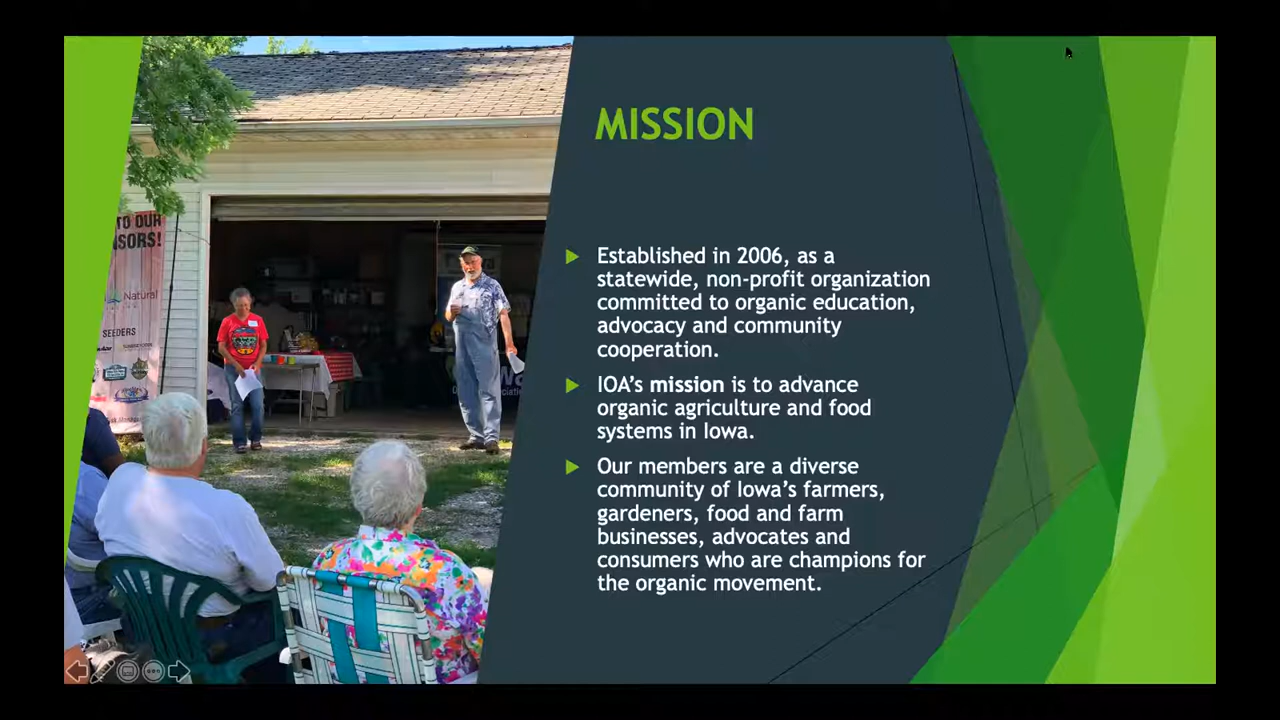 MISSION
Established in 2006, as a
statewide, non-profit organization
committed to organic education,
advocacy and community
cooperation.
IOA's mission is to advance
organic agriculture and food
systems in Iowa.
Our members are a diverse
community of Iowa's farmers,
gardeners, food and farm
businesses, advocates and
consumers who are champions for
the organic movement.
TO OUR
NSORS!
Natural
SEEDERS